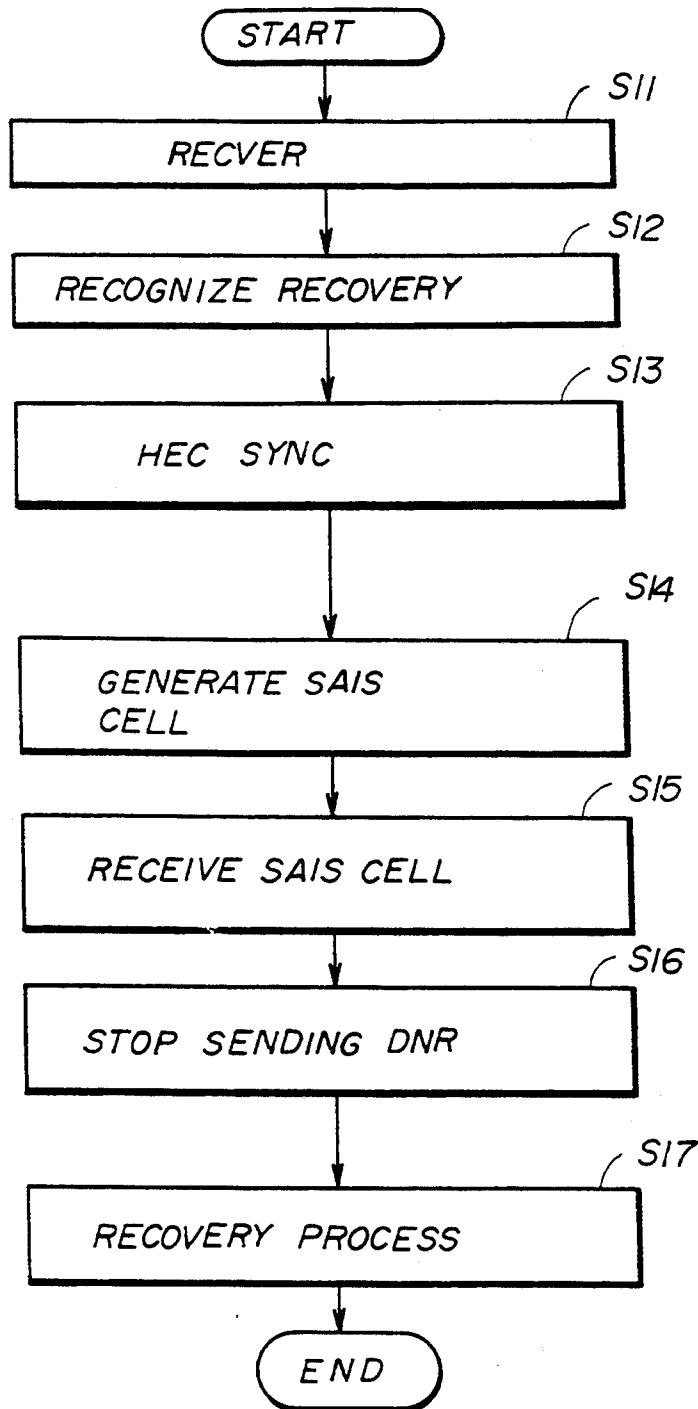 START
S11
RECVER
S12
RECOGNIZE RECOVERY
S13
HEC SYNC
S14
GENERATE SAIS
CELL
S15
RECEIVE SAIS CELL
S16
STOP SENDING DNR
S17
RECOVERY PROCESS
END